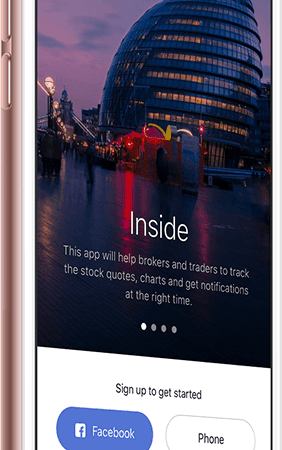 Inside
This app will help brokers and traders to track
the stock quotes, charts and get notifications
at the right time.
Sign up to get started
Facebook
Phone